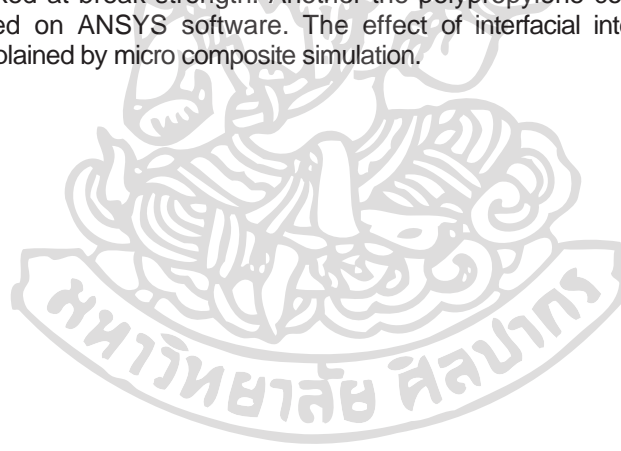 ked at break strength. Another the polypropylene co
ed on ANSYS software. The effect of interfacial inte
plained by micro composite simulation.
มหาวิทยาลัย ศิลปากร